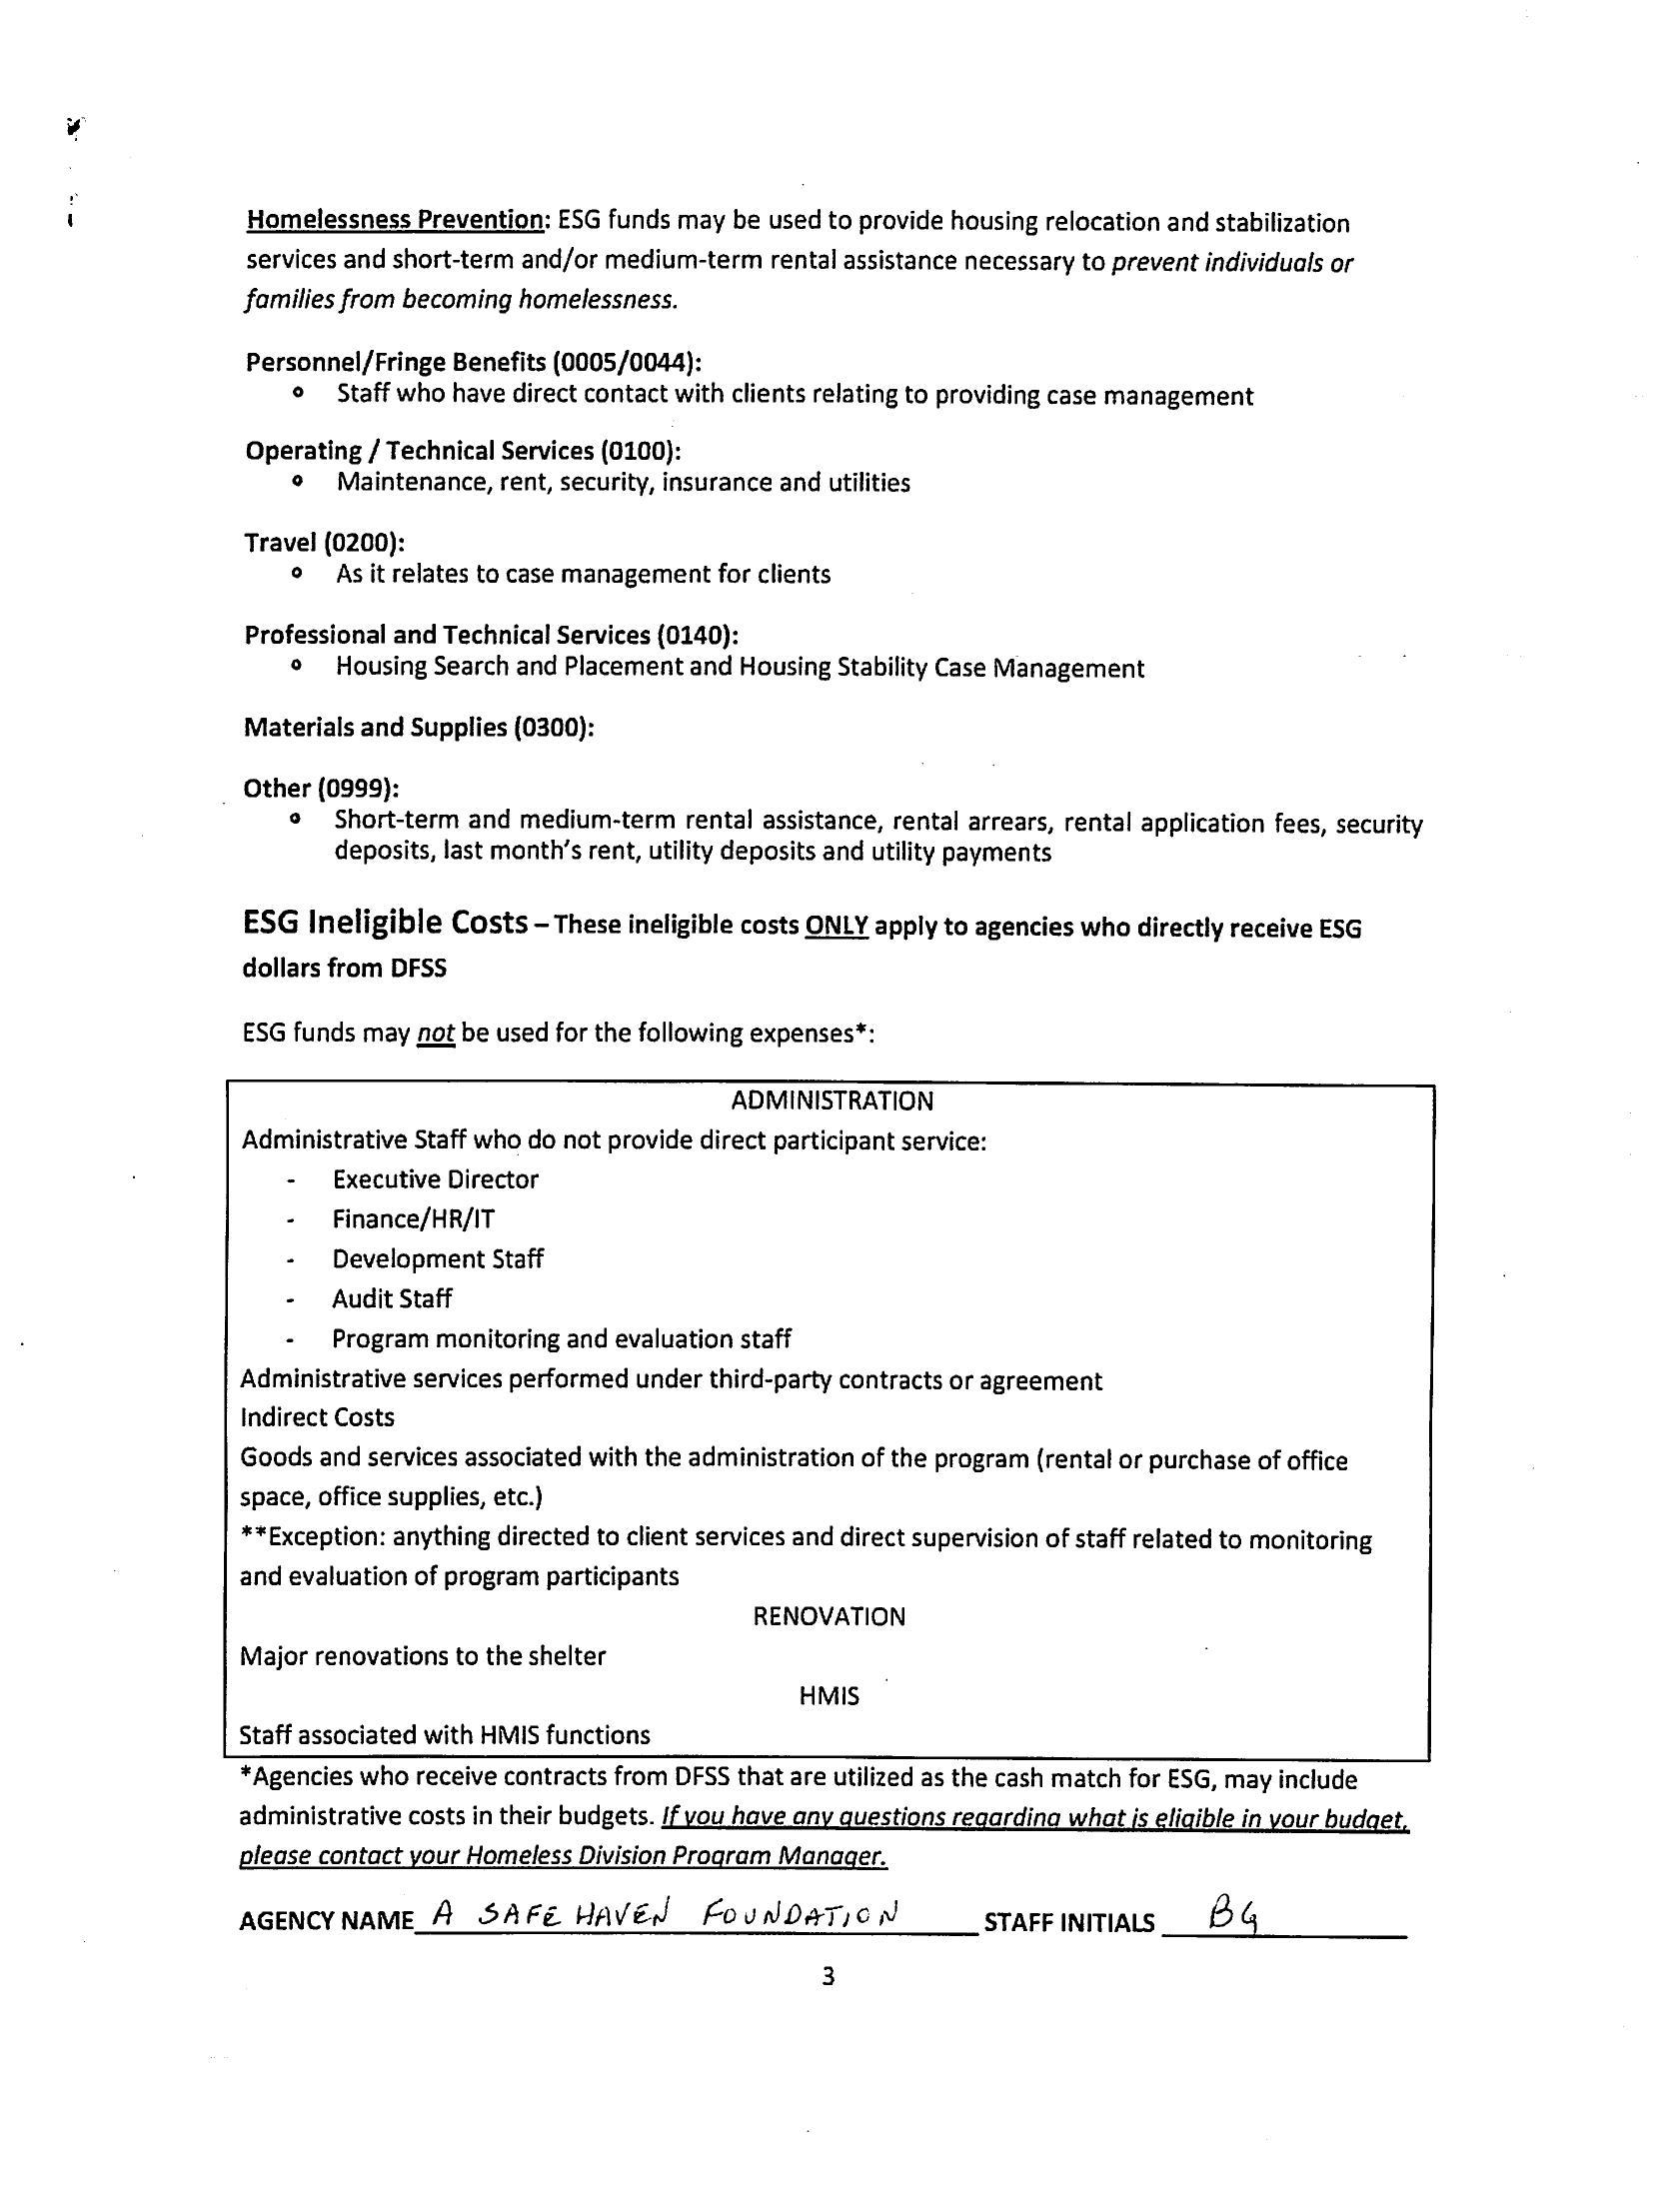 Homelessness Prevention: ESG funds may be used to provide housing relocation and stabilization
services and short-term and/or medium-term rental assistance necessary to prevent individuals or
families from becoming homelessness.
Personnel/Fringe Benefits (0005/0044):
o Staff who have direct contact with clients relating to providing case management
Operating / Technical Services (0100):
o Maintenance, rent, security, insurance and utilities
Travel (0200):
o As it relates to case management for clients
Professional and Technical Services (0140):
o Housing Search and Placement and Housing Stability Case Management
Materials and Supplies (0300):
Other (0999):
o Short-term and medium-term rental assistance, rental arrears, rental application fees, security
deposits, last month's rent, utility deposits and utility payments
ESG Ineligible Costs – These ineligible costs ONLY apply to agencies who directly receive ESG
dollars from DFSS
ESG funds may not be used for the following expenses*:
ADMINISTRATION
Administrative Staff who do not provide direct participant service:
- Executive Director
- Finance/HR/IT
- Development Staff
- Audit Staff
- Program monitoring and evaluation staff
Administrative services performed under third-party contracts or agreement
Indirect Costs
Goods and services associated with the administration of the program (rental or purchase of office
space, office supplies, etc.)
**Exception: anything directed to client services and direct supervision of staff related to monitoring
and evaluation of program participants
RENOVATION
Major renovations to the shelter
HMIS
Staff associated with HMIS functions
*Agencies who receive contracts from DFSS that are utilized as the cash match for ESG, may include
administrative costs in their budgets. If you have any questions regarding what is eligible in your budget,
please contact your Homeless Division Program Manager.
AGENCY NAME A SAFE HAVEN FOUNDATION STAFF INITIALS BG
3